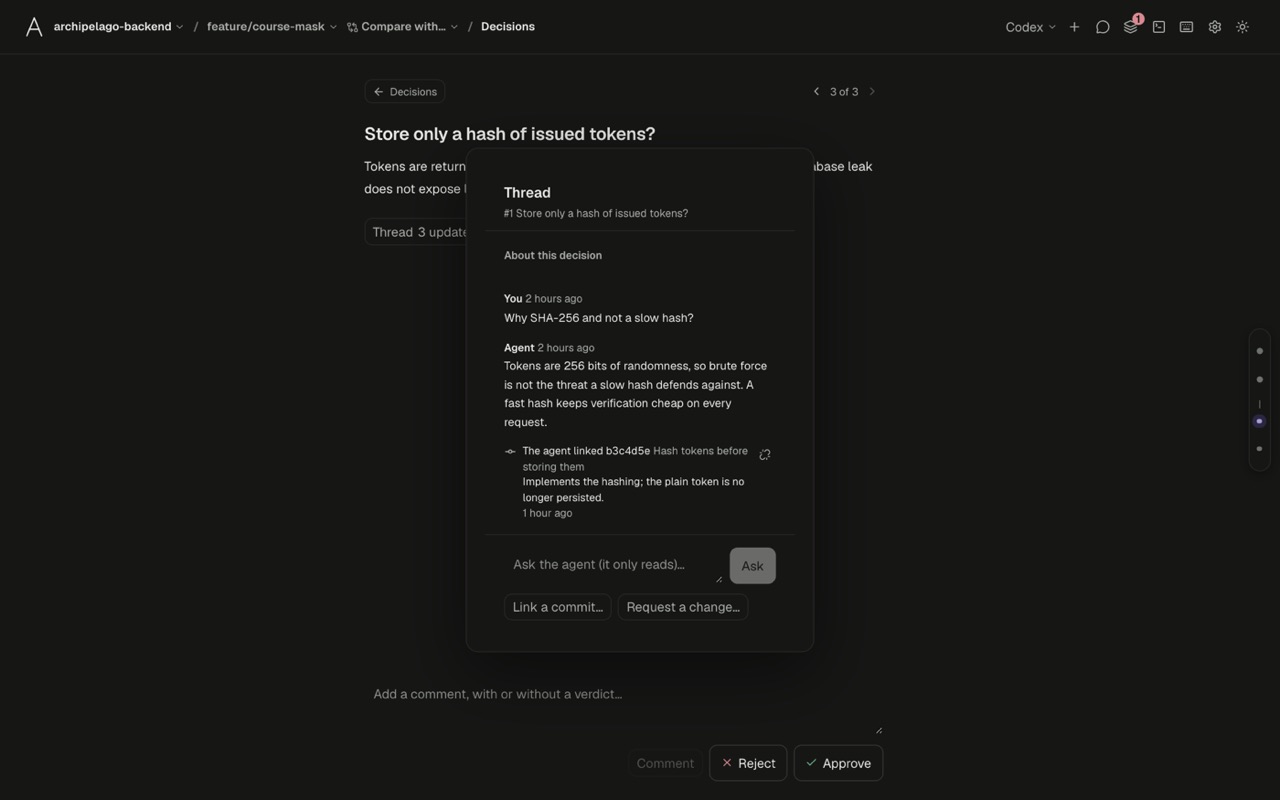 archipelago-backend / feature/course-mask Compare with... / Decisions
Codex 1
Decisions
3 of 3
Store only a hash of issued tokens?
Tokens are return
abase leak
does not expose
Thread 3 update
Thread
#1 Store only a hash of issued tokens?
About this decision
You 2 hours ago
Why SHA-256 and not a slow hash?
Agent 2 hours ago
Tokens are 256 bits of randomness, so brute force
is not the threat a slow hash defends against. A
fast hash keeps verification cheap on every
request.
The agent linked b3c4d5e Hash tokens before
storing them
Implements the hashing; the plain token is no
longer persisted.
1 hour ago
Ask the agent (it only reads)...
Ask
Link a commit...
Request a change...
Add a comment, with or without a verdict...
Comment
Reject
Approve